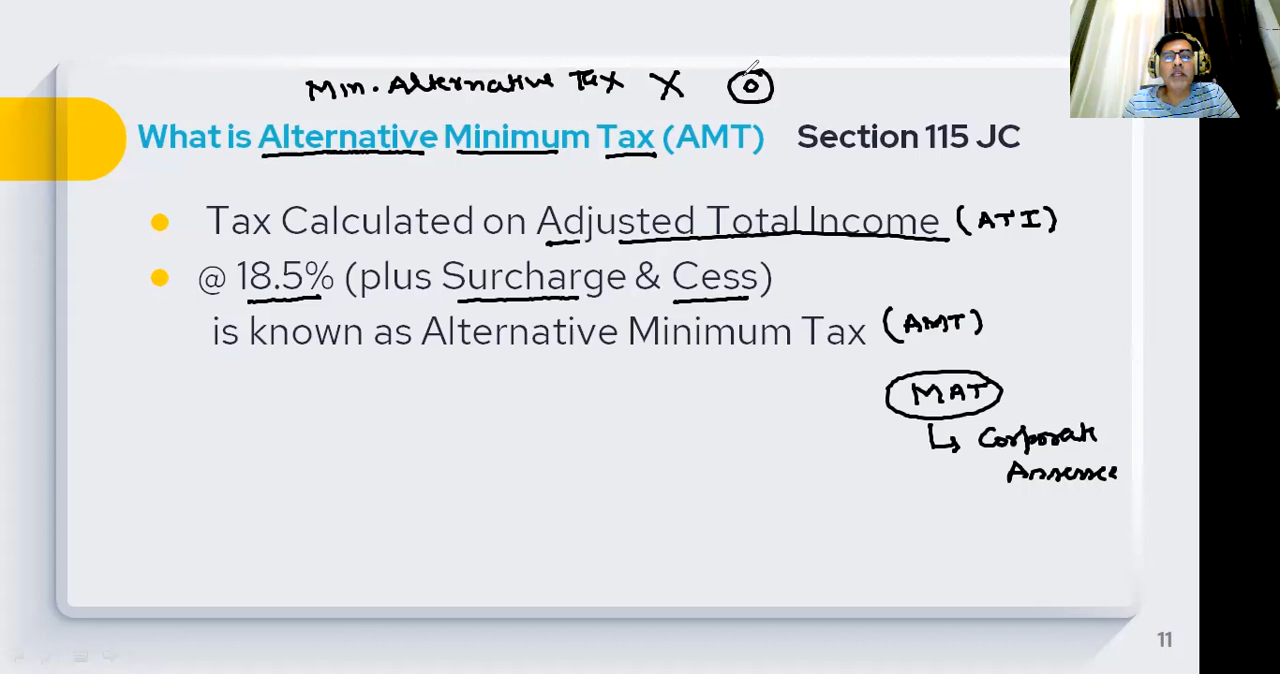 Min. Alternative Tax X 0
What is Alternative Minimum Tax (AMT) Section 115 JC
Tax Calculated on Adjusted Total Income (ATI)
@ 18.5% (plus Surcharge & Cess)
is known as Alternative Minimum Tax (AMT)
MAT
↳ Corporate
Assessee
11